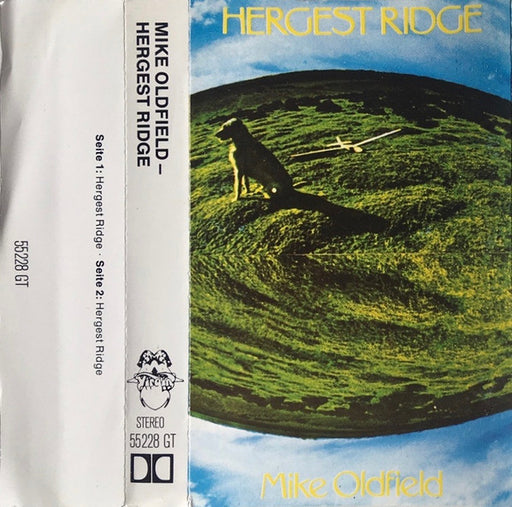 55228 GT
Seite 1: Hergest Ridge · Seite 2: Hergest Ridge
MIKE OLDFIELD –
HERGEST RIDGE
Virgin
STEREO
55228 GT
HERGEST RIDGE
Mike Oldfield